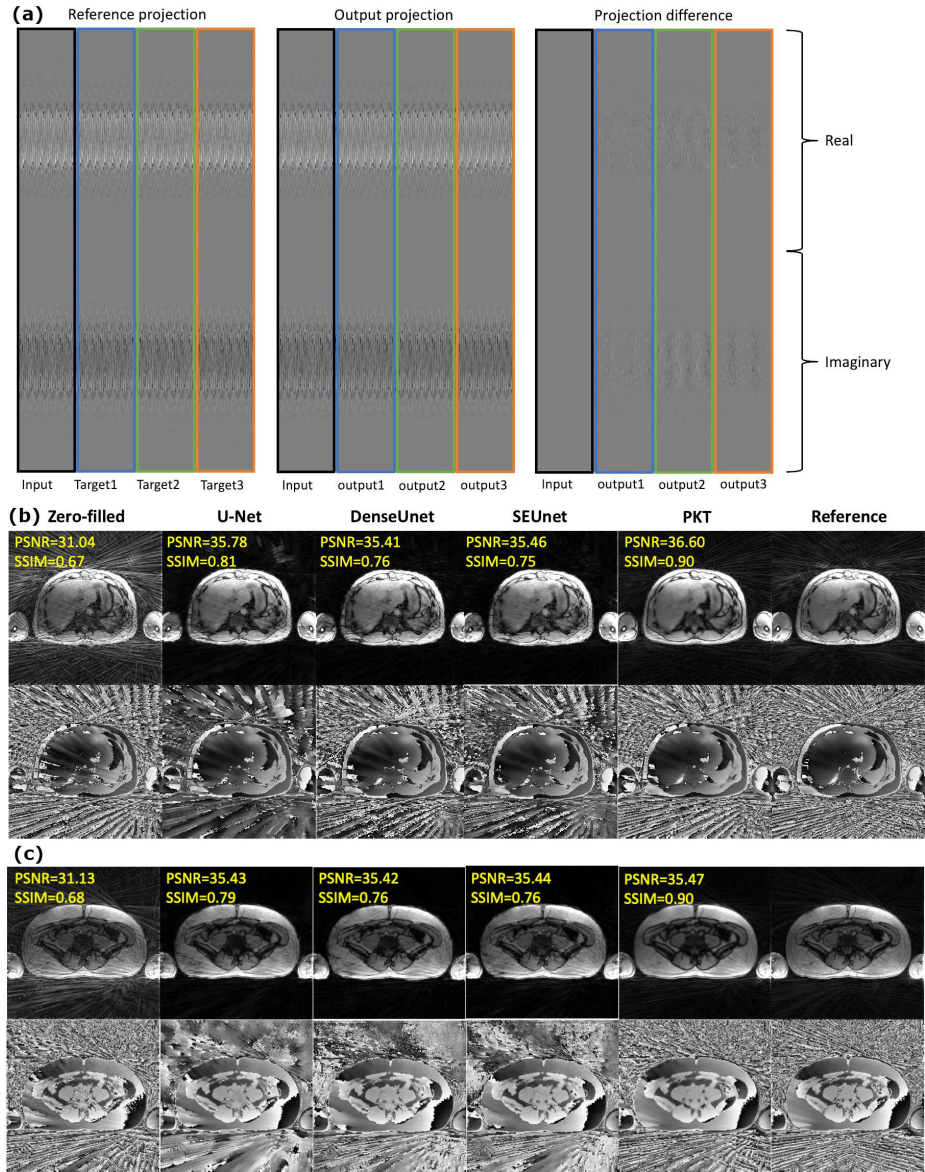 (a)
Reference projection
Output projection
Projection difference
Real
Imaginary
Input Target1 Target2 Target3
Input output1 output2 output3
Input output1 output2 output3
(b)
Zero-filled
U-Net
DenseUnet
SEUnet
PKT
Reference
PSNR=31.04
SSIM=0.67
PSNR=35.78
SSIM=0.81
PSNR=35.41
SSIM=0.76
PSNR=35.46
SSIM=0.75
PSNR=36.60
SSIM=0.90
(c)
PSNR=31.13
SSIM=0.68
PSNR=35.43
SSIM=0.79
PSNR=35.42
SSIM=0.76
PSNR=35.44
SSIM=0.76
PSNR=35.47
SSIM=0.90